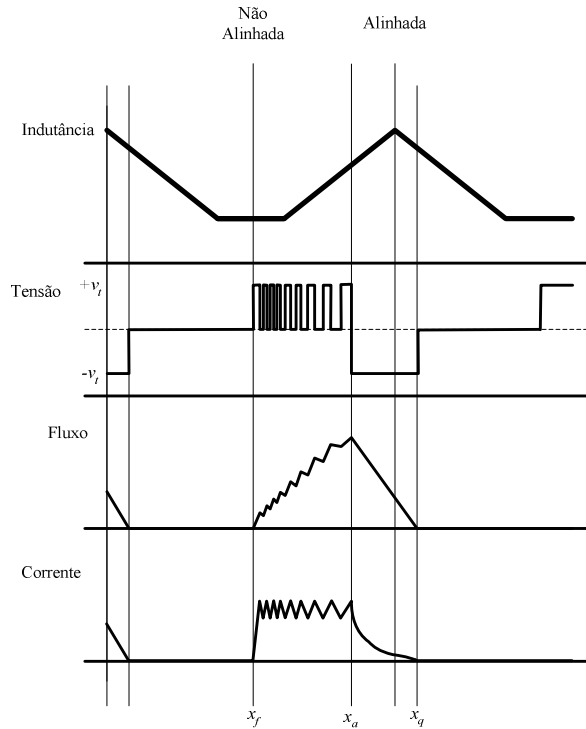 Não
Alinhada
Alinhada
Indutância
+vt
Tensão
-vt
Fluxo
Corrente
xf
xa
xq